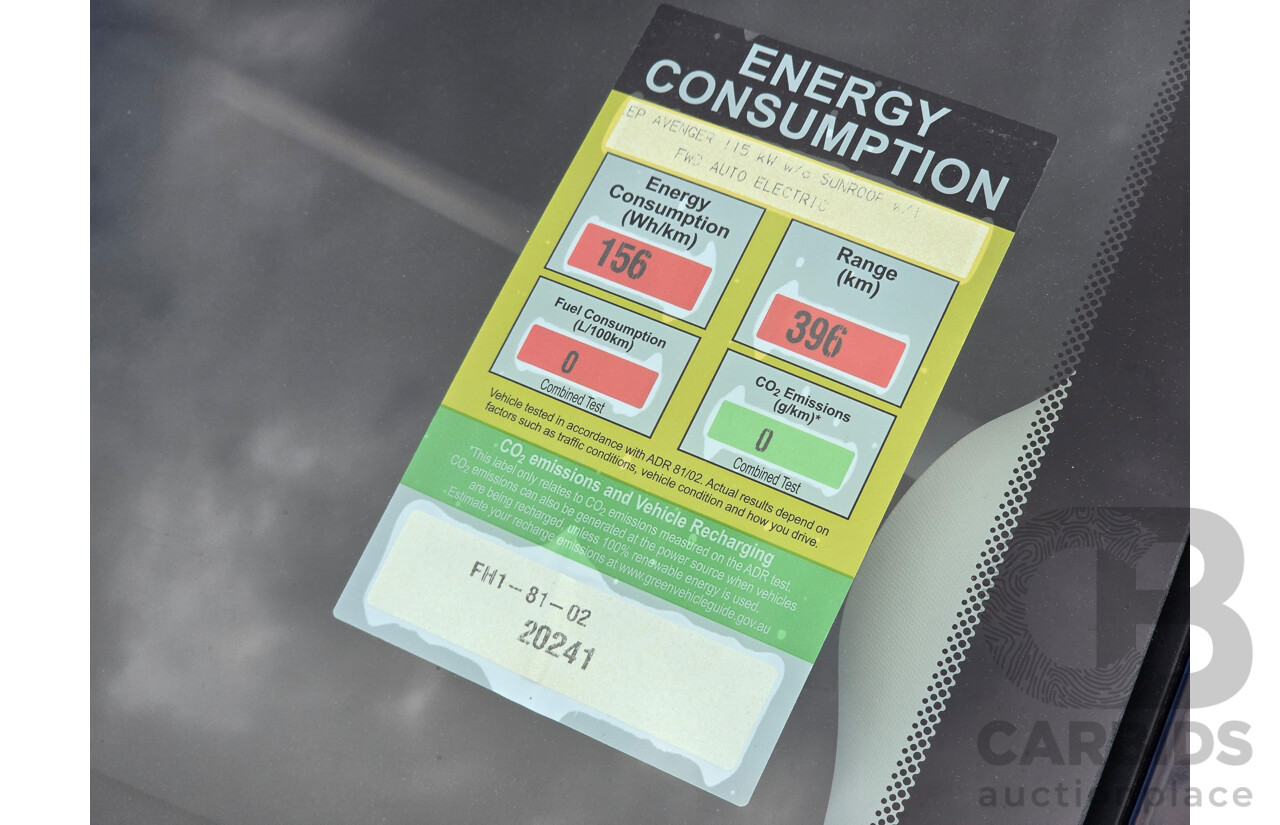 ENERGY
CONSUMPTION
EP AVENGER 115 KW w/o SUNROOF
FWD AUTO ELECTRIC
Energy
Consumption
(Wh/km)
156
Range
(km)
396
Fuel Consumption
(L/100km)
0
Combined Test
CO₂ Emissions
(g/km)*
0
Combined Test
Vehicle tested in accordance with ADR 81/02. Actual results depend on
factors such as traffic conditions, vehicle condition and how you drive.
CO₂ emissions and Vehicle Recharging
*This label only relates to CO₂ emissions measured on the ADR test.
CO₂ emissions can also be generated at the power source when vehicles
are being recharged, unless 100% renewable energy is used.
Estimate your recharge emissions at www.greenvehicleguide.gov.au
FH1-81-02
20241
CB
CARBIDS
auctionplace